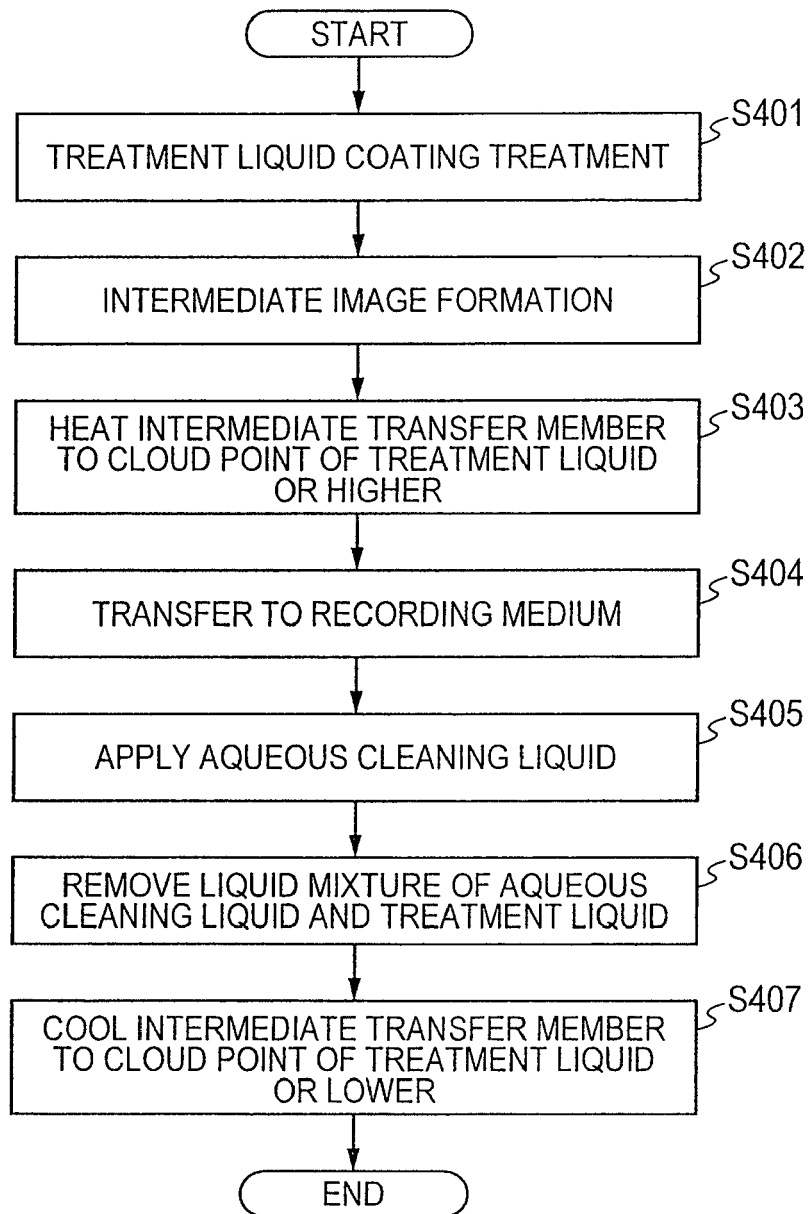 START
S401
TREATMENT LIQUID COATING TREATMENT
S402
INTERMEDIATE IMAGE FORMATION
S403
HEAT INTERMEDIATE TRANSFER MEMBER
TO CLOUD POINT OF TREATMENT LIQUID
OR HIGHER
S404
TRANSFER TO RECORDING MEDIUM
S405
APPLY AQUEOUS CLEANING LIQUID
S406
REMOVE LIQUID MIXTURE OF AQUEOUS
CLEANING LIQUID AND TREATMENT LIQUID
S407
COOL INTERMEDIATE TRANSFER MEMBER
TO CLOUD POINT OF TREATMENT LIQUID
OR LOWER
END